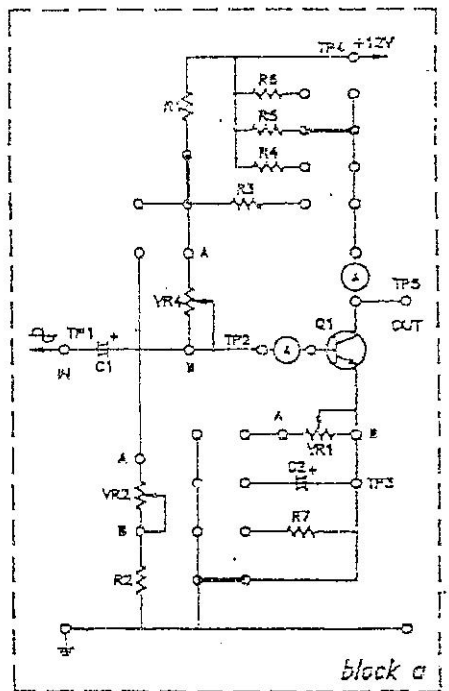 TP4 +12V
R6
R1
R5
R4
R3
A
A
VR4
Q1
TP5
OUT
TP1
+
TP2
A
IN
C1
B
A
B
VR1
A
C2
+
TP3
VR2
B
R7
R2
block a